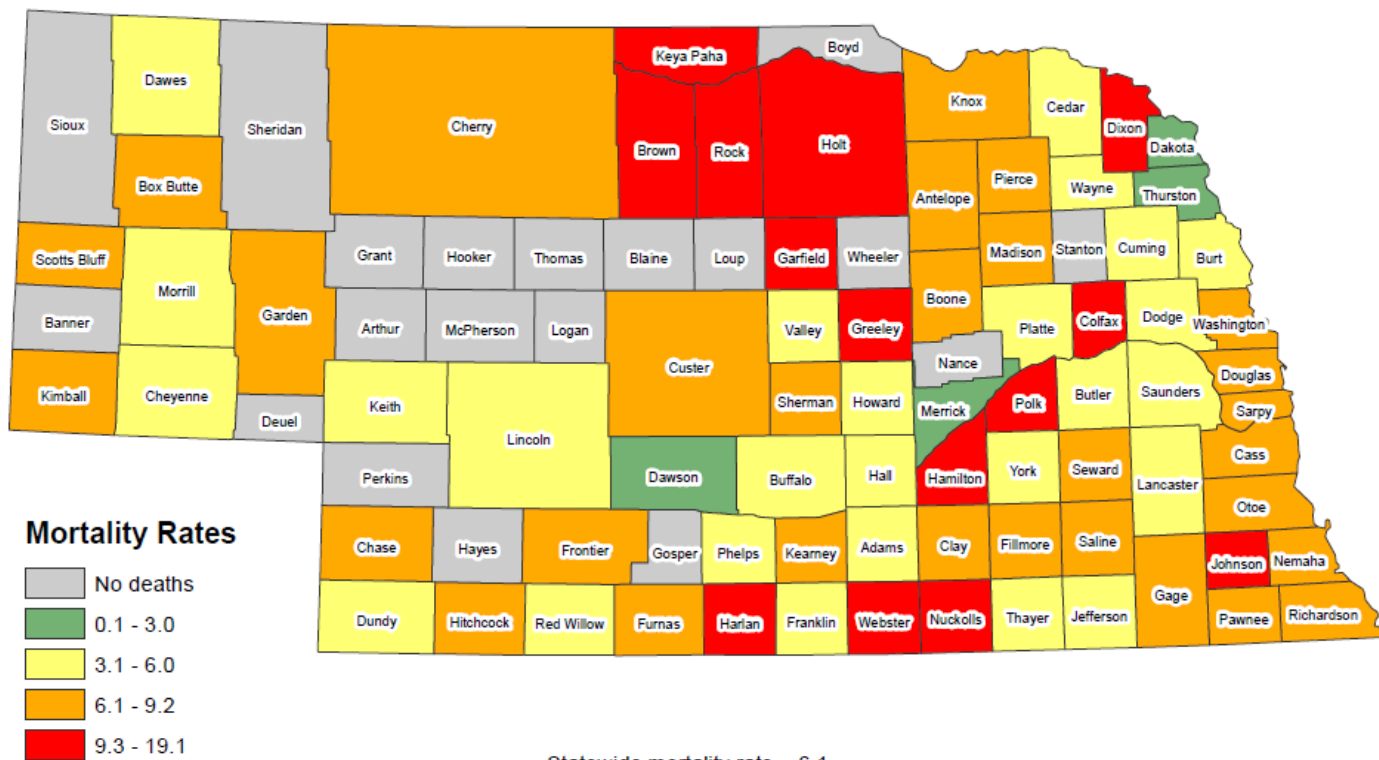 Keya Paha
Boyd
Dawes
Knox
Cedar
Sioux
Sheridan
Cherry
Dixon
Dakota
Brown
Rock
Holt
Box Butte
Pierce
Wayne
Thurston
Antelope
Scotts Bluff
Grant
Hooker
Thomas
Blaine
Loup
Garfield
Wheeler
Madison
Stanton
Cuming
Burt
Morrill
Garden
Boone
Banner
Arthur
McPherson
Logan
Valley
Greeley
Platte
Colfax
Dodge
Washington
Nance
Kimball
Cheyenne
Deuel
Keith
Lincoln
Custer
Sherman
Howard
Merrick
Polk
Butler
Saunders
Douglas
Sarpy
Perkins
Dawson
Buffalo
Hall
Hamilton
York
Seward
Lancaster
Cass
Otoe
Chase
Hayes
Frontier
Gosper
Phelps
Kearney
Adams
Clay
Fillmore
Saline
Johnson
Nemaha
Dundy
Hitchcock
Red Willow
Furnas
Harlan
Franklin
Webster
Nuckolls
Thayer
Jefferson
Gage
Pawnee
Richardson
Mortality Rates
No deaths
0.1 - 3.0
3.1 - 6.0
6.1 - 9.2
9.3 - 19.1